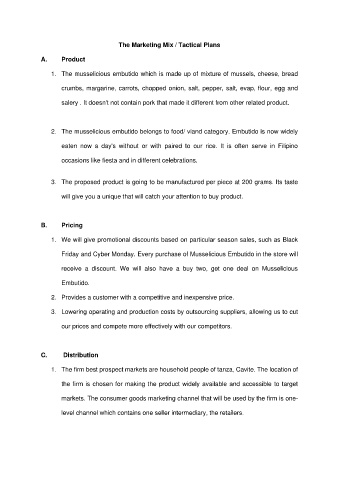 The Marketing Mix / Tactical Plans
A. Product
1. The musselicious embutido which is made up of mixture of mussels, cheese, bread
crumbs, margarine, carrots, chopped onion, salt, pepper, salt, evap, flour, egg and
salery . It doesn't not contain pork that made it different from other related product.
2. The musselicious embutido belongs to food/ viand category. Embutido is now widely
eaten now a day's without or with paired to our rice. It is often serve in Filipino
occasions like fiesta and in different celebrations.
3. The proposed product is going to be manufactured per piece at 200 grams. Its taste
will give you a unique that will catch your attention to buy product.
B. Pricing
1. We will give promotional discounts based on particular season sales, such as Black
Friday and Cyber Monday. Every purchase of Musselicious Embutido in the store will
receive a discount. We will also have a buy two, get one deal on Musselicious
Embutido.
2. Provides a customer with a competitive and inexpensive price.
3. Lowering operating and production costs by outsourcing suppliers, allowing us to cut
our prices and compete more effectively with our competitors.
C. Distribution
1. The firm best prospect markets are household people of tanza, Cavite. The location of
the firm is chosen for making the product widely available and accessible to target
markets. The consumer goods marketing channel that will be used by the firm is one-
level channel which contains one seller intermediary, the retailers.